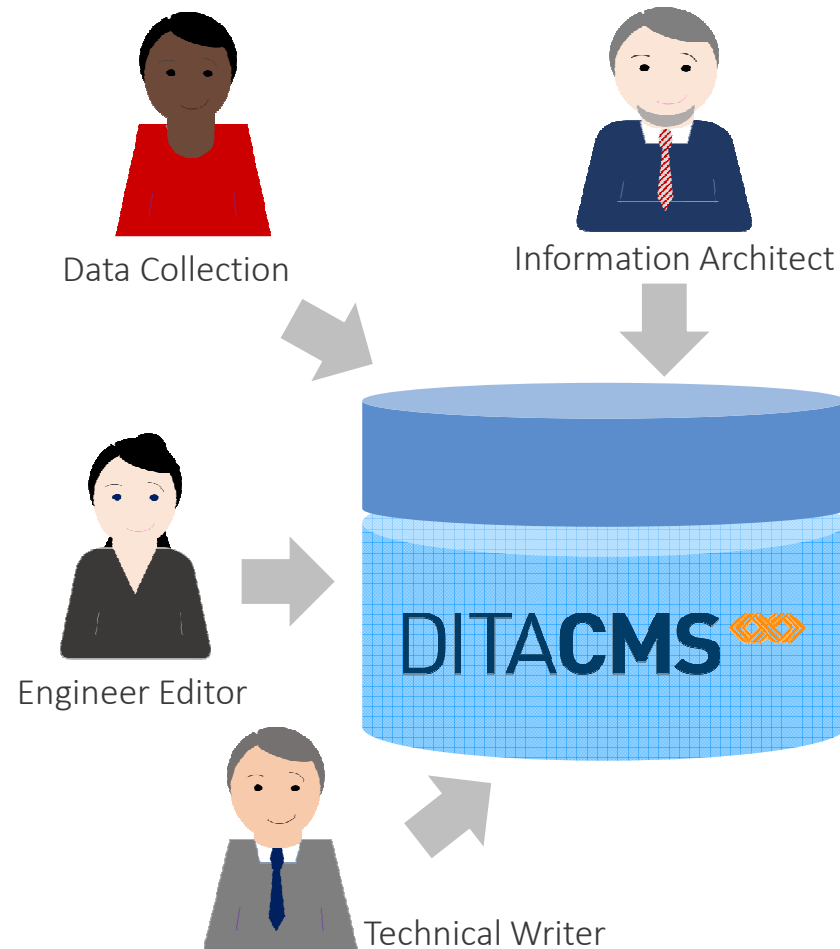 Data Collection
Information Architect
Engineer Editor
DITACMS
Technical Writer